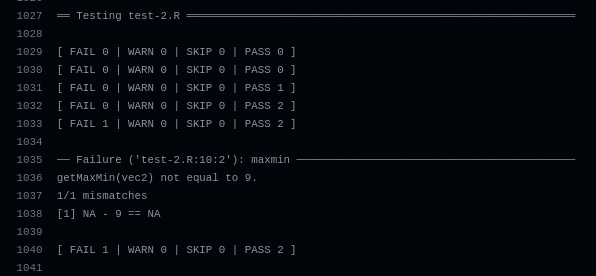 1027 ══ Testing test-2.R ════════════════════════════════════════════════════════════
1028
1029 [ FAIL 0 | WARN 0 | SKIP 0 | PASS 0 ]
1030 [ FAIL 0 | WARN 0 | SKIP 0 | PASS 0 ]
1031 [ FAIL 0 | WARN 0 | SKIP 0 | PASS 1 ]
1032 [ FAIL 0 | WARN 0 | SKIP 0 | PASS 2 ]
1033 [ FAIL 1 | WARN 0 | SKIP 0 | PASS 2 ]
1034
1035 ── Failure ('test-2.R:10:2'): maxmin ───────────────────────────────────────────
1036 getMaxMin(vec2) not equal to 9.
1037 1/1 mismatches
1038 [1] NA - 9 == NA
1039
1040 [ FAIL 1 | WARN 0 | SKIP 0 | PASS 2 ]
1041